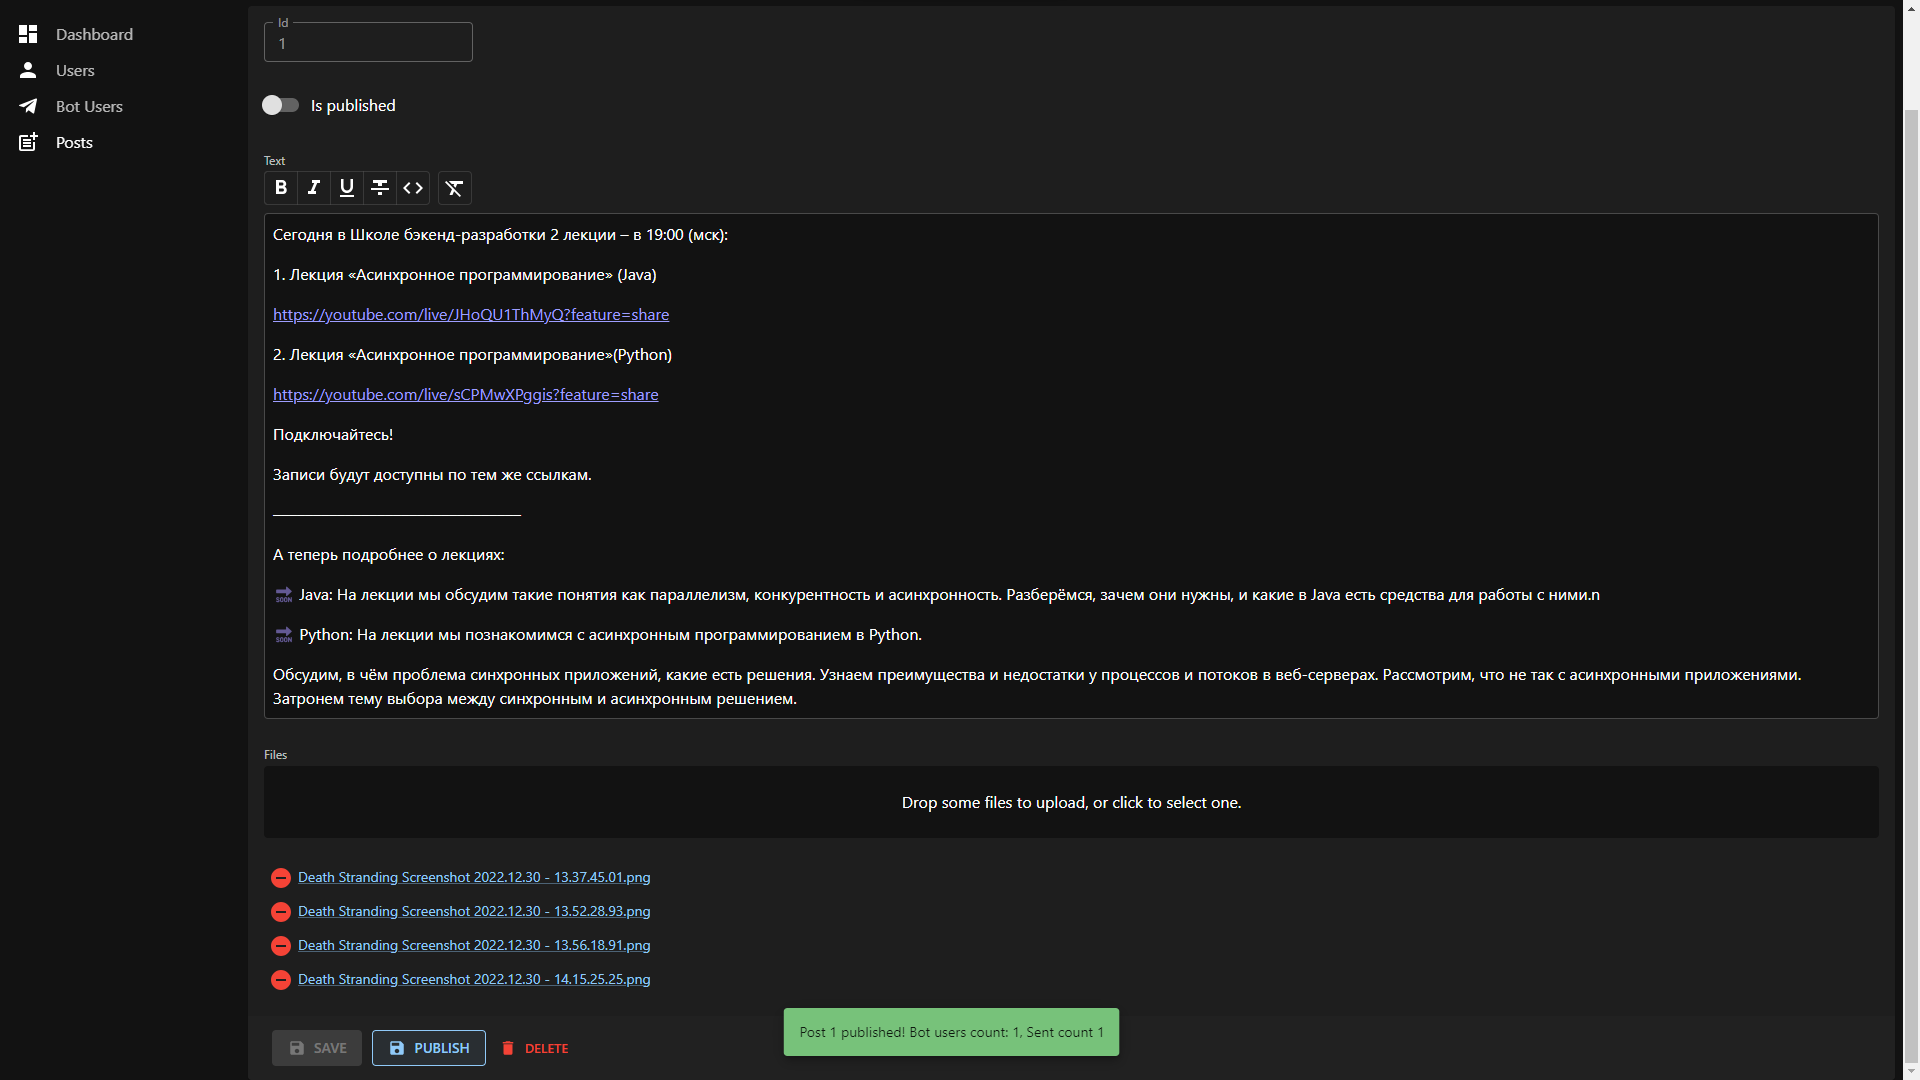 Dashboard
Users
Bot Users
Posts
Id
1
Is published
Text
Сегодня в Школе бэкенд-разработки 2 лекции – в 19:00 (мск):
1. Лекция «Асинхронное программирование» (Java)
https://youtube.com/live/JHoQU1ThMyQ?feature=share
2. Лекция «Асинхронное программирование»(Python)
https://youtube.com/live/sCPMwXPggis?feature=share
Подключайтесь!
Записи будут доступны по тем же ссылкам.
_______________________________
А теперь подробнее о лекциях:
🔜 Java: На лекции мы обсудим такие понятия как параллелизм, конкурентность и асинхронность. Разберёмся, зачем они нужны, и какие в Java есть средства для работы с ними.n
🔜 Python: На лекции мы познакомимся с асинхронным программированием в Python.
Обсудим, в чём проблема синхронных приложений, какие есть решения. Узнаем преимущества и недостатки у процессов и потоков в веб-серверах. Рассмотрим, что не так с асинхронными приложениями.
Затронем тему выбора между синхронным и асинхронным решением.
Files
Drop some files to upload, or click to select one.
Death Stranding Screenshot 2022.12.30 - 13.37.45.01.png
Death Stranding Screenshot 2022.12.30 - 13.52.28.93.png
Death Stranding Screenshot 2022.12.30 - 13.56.18.91.png
Death Stranding Screenshot 2022.12.30 - 14.15.25.25.png
SAVE
PUBLISH
DELETE
Post 1 published! Bot users count: 1, Sent count 1